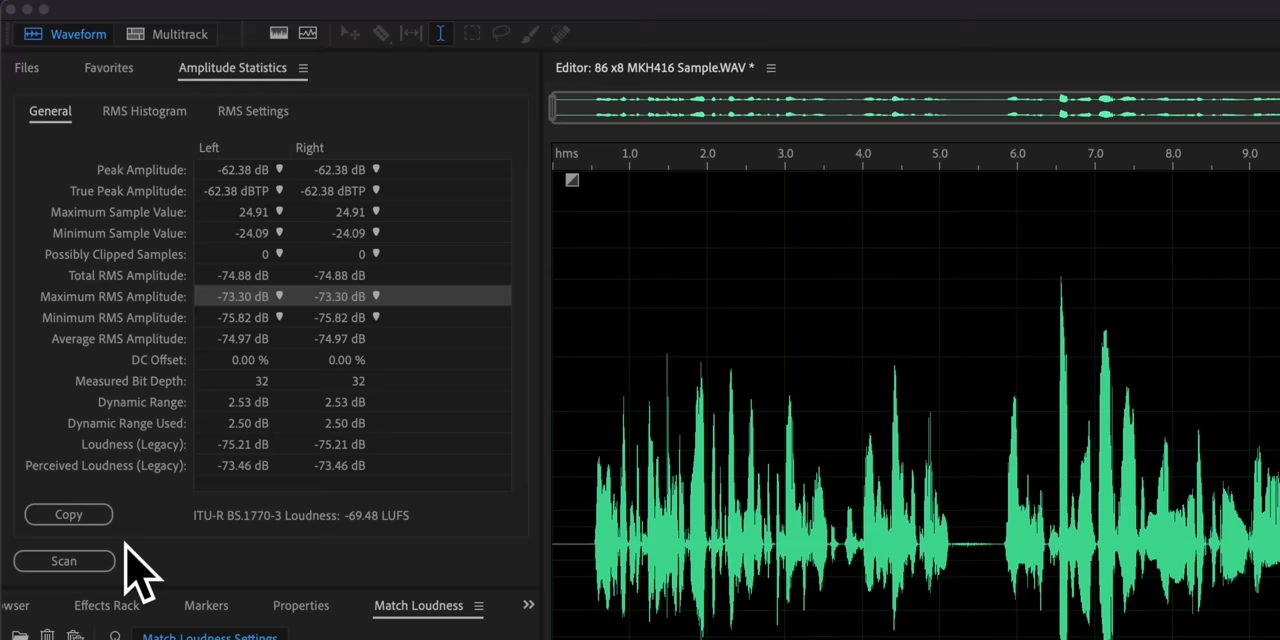 Waveform Multitrack
Files Favorites Amplitude Statistics
Editor: 86 x8 MKH416 Sample.WAV *
General RMS Histogram RMS Settings
Left Right
Peak Amplitude: -62.38 dB -62.38 dB
True Peak Amplitude: -62.38 dBTP -62.38 dBTP
Maximum Sample Value: 24.91 24.91
Minimum Sample Value: -24.09 -24.09
Possibly Clipped Samples: 0 0
Total RMS Amplitude: -74.88 dB -74.88 dB
Maximum RMS Amplitude: -73.30 dB -73.30 dB
Minimum RMS Amplitude: -75.82 dB -75.82 dB
Average RMS Amplitude: -74.97 dB -74.97 dB
DC Offset: 0.00 % 0.00 %
Measured Bit Depth: 32 32
Dynamic Range: 2.53 dB 2.53 dB
Dynamic Range Used: 2.50 dB 2.50 dB
Loudness (Legacy): -75.21 dB -75.21 dB
Perceived Loudness (Legacy): -73.46 dB -73.46 dB
Copy ITU-R BS.1770-3 Loudness: -69.48 LUFS
Scan
owser Effects Rack Markers Properties Match Loudness
Match Loudness Settings
hms 1.0 2.0 3.0 4.0 5.0 6.0 7.0 8.0 9.0